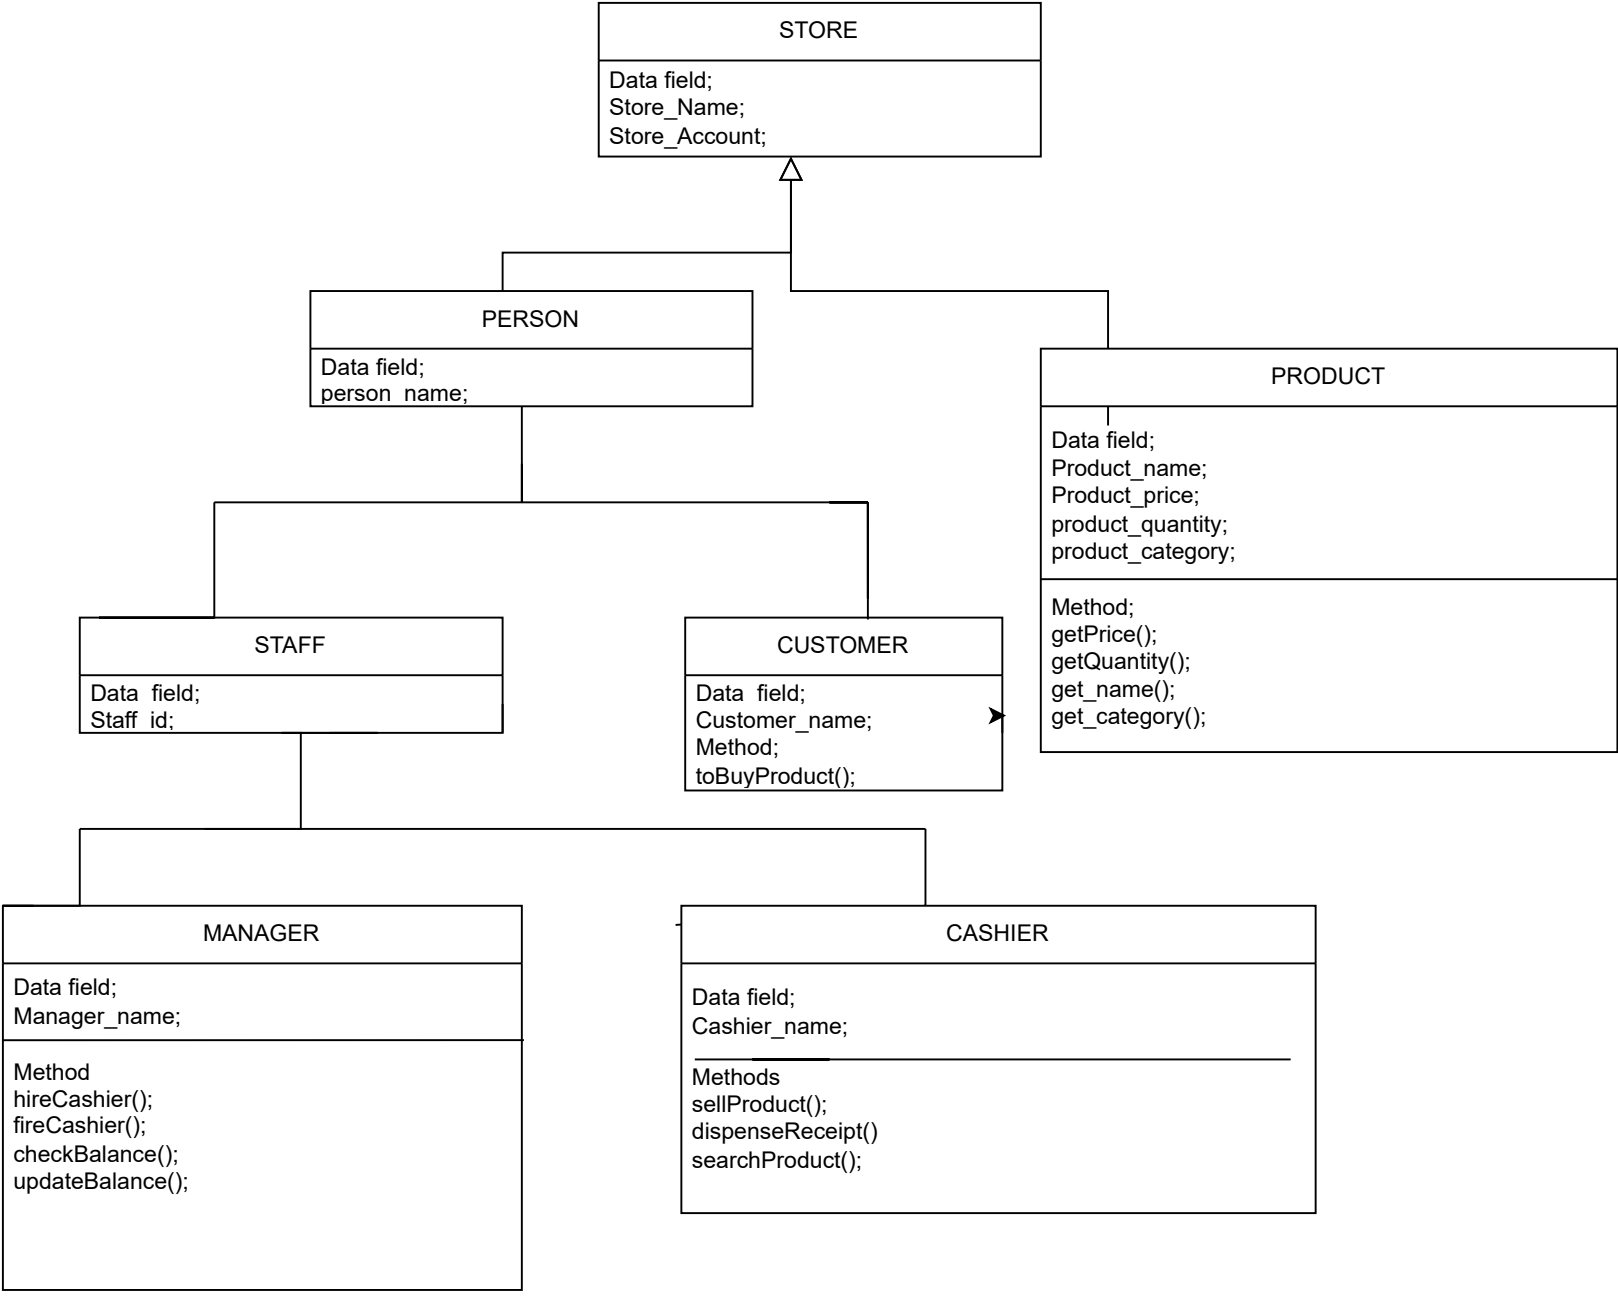 STORE
Data field;
Store_Name;
Store_Account;
PERSON
Data field;
person_name;
PRODUCT
Data field;
Product_name;
Product_price;
product_quantity;
product_category;
Method;
getPrice();
getQuantity();
get_name();
get_category();
STAFF
Data  field;
Staff_id;
CUSTOMER
Data  field;
Customer_name;
Method;
toBuyProduct();
MANAGER
Data field;
Manager_name;
Method
hireCashier();
fireCashier();
checkBalance();
updateBalance();
CASHIER
Data field;
Cashier_name;
Methods
sellProduct();
dispenseReceipt()
searchProduct();